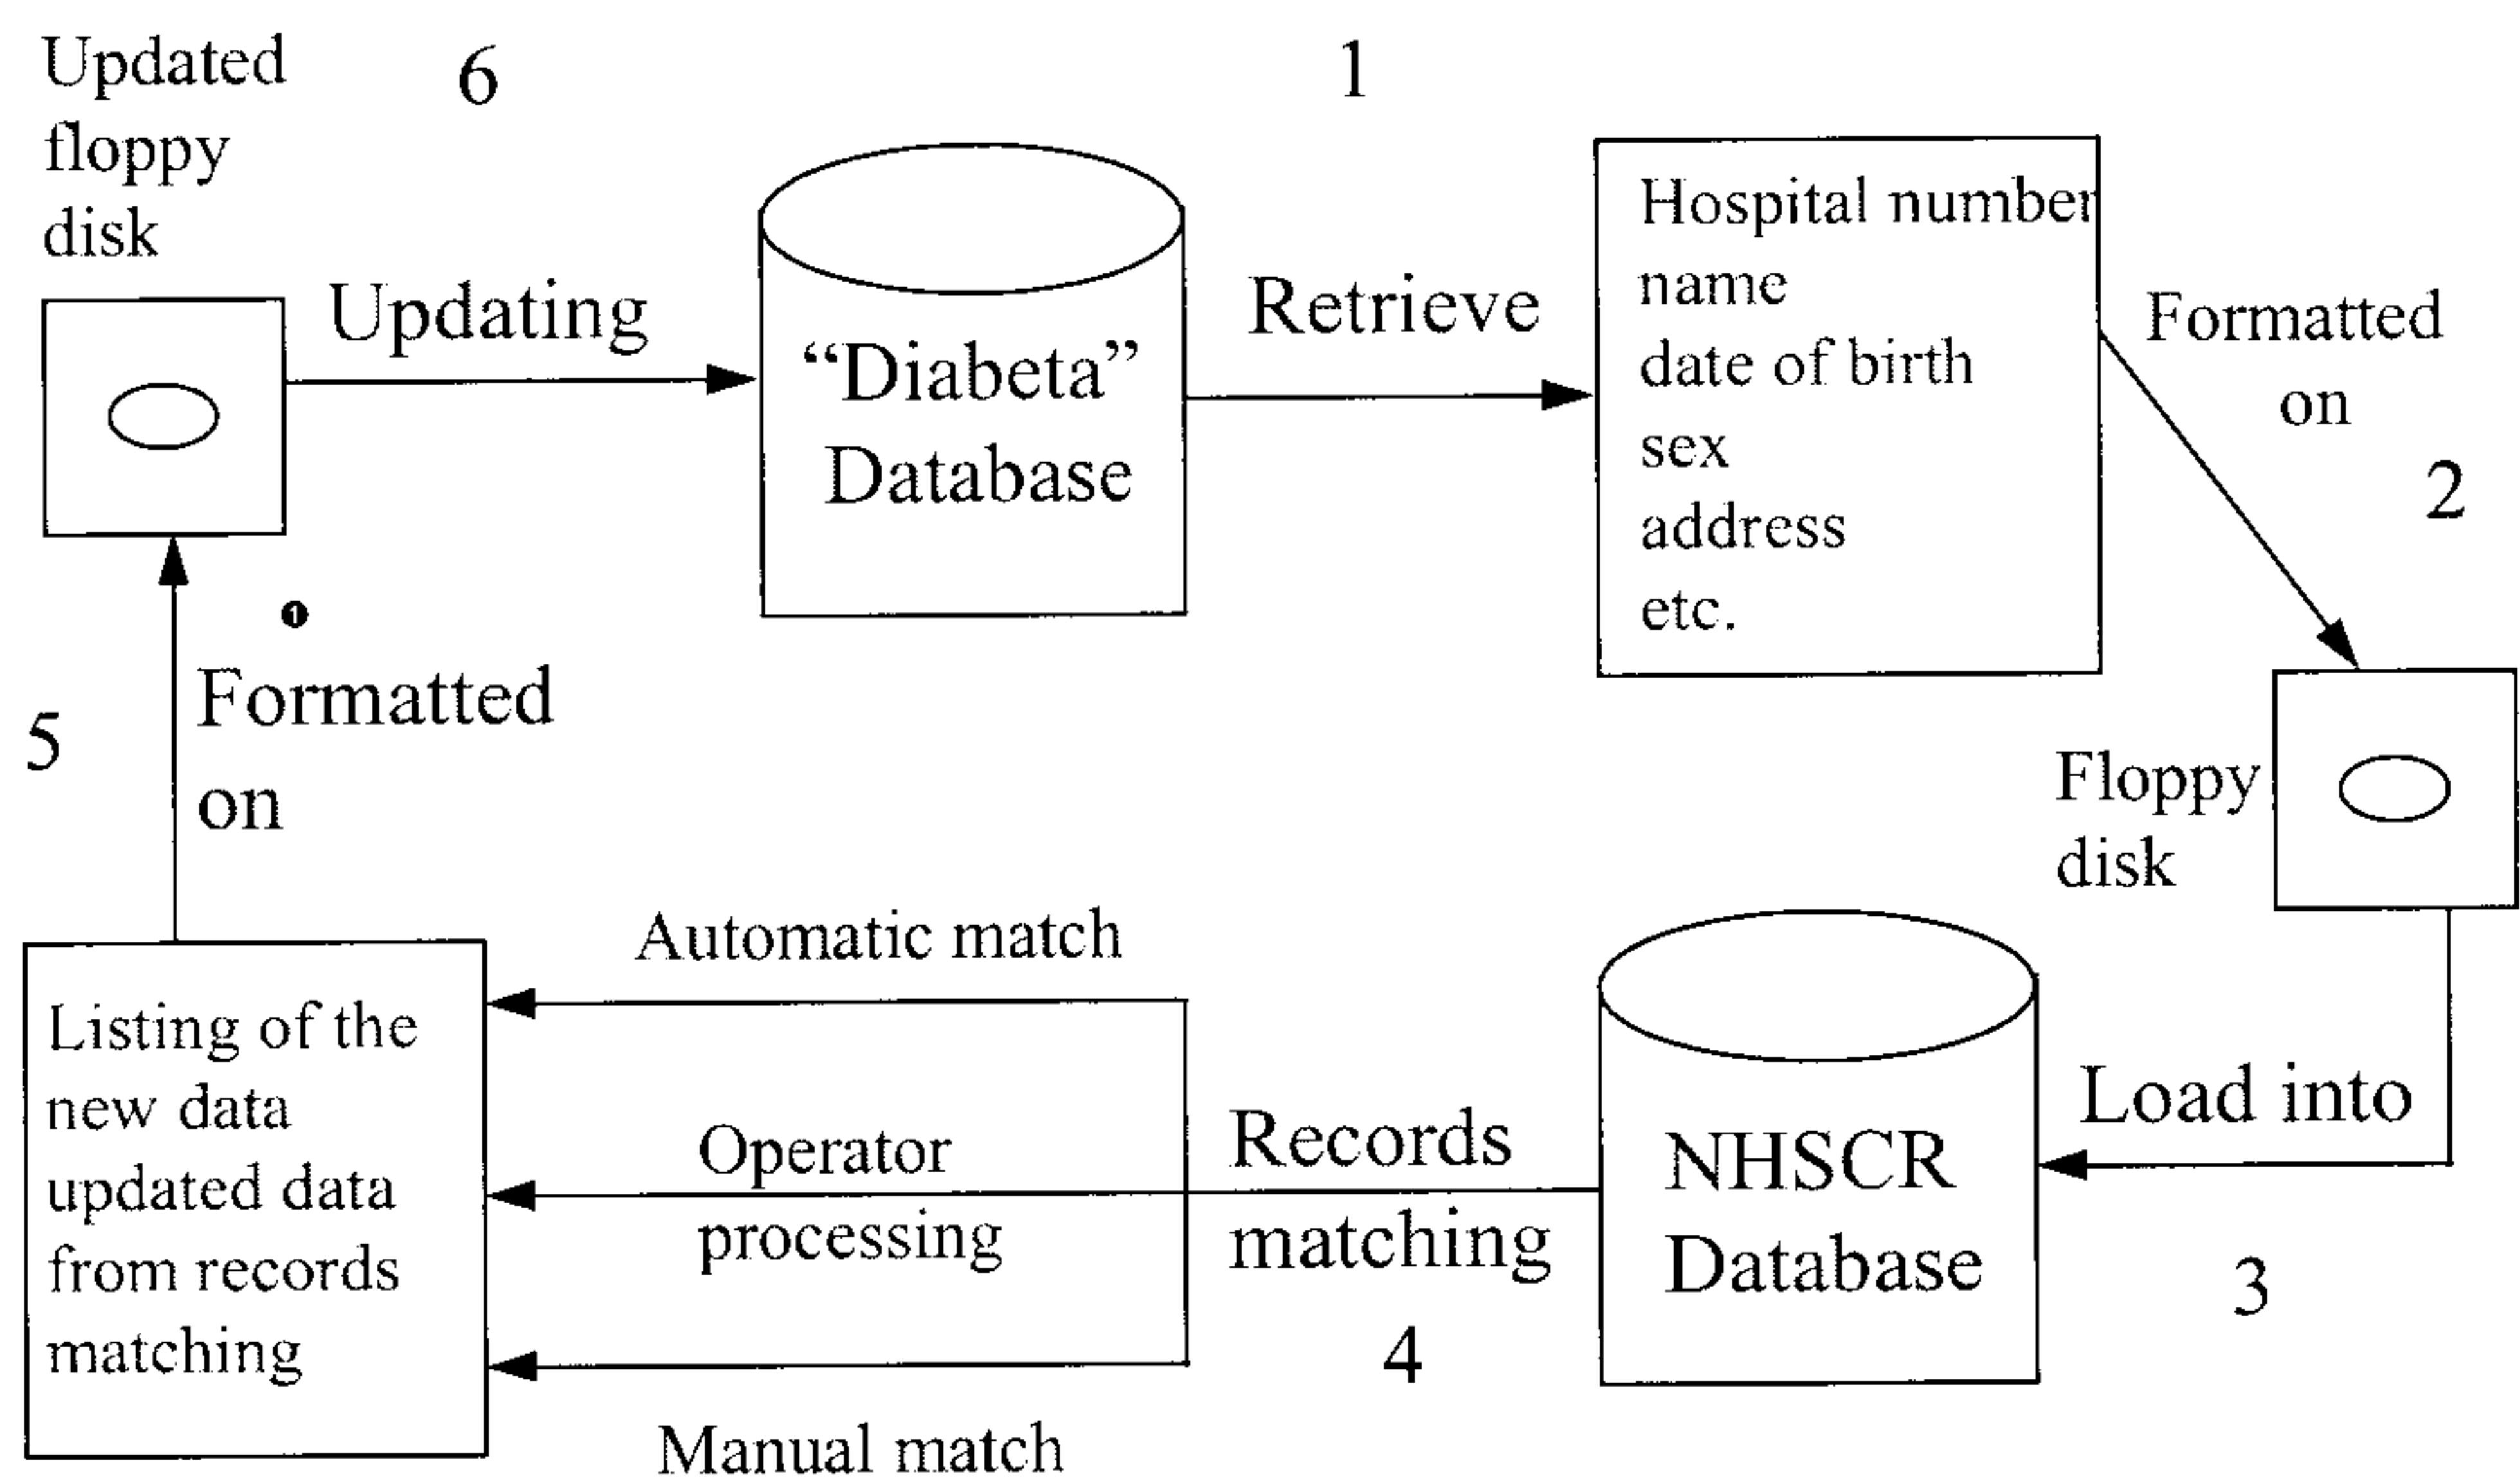 Updated
floppy
disk
6
1
Updating
"Diabeta"
Database
Retrieve
Hospital number
name
date of birth
sex
address
etc.
Formatted
on
2
Floppy
disk
Load into
3
NHSCR
Database
Records
matching
4
Automatic match
Operator
processing
Manual match
Listing of the
new data
updated data
from records
matching
5
❶
Formatted
on